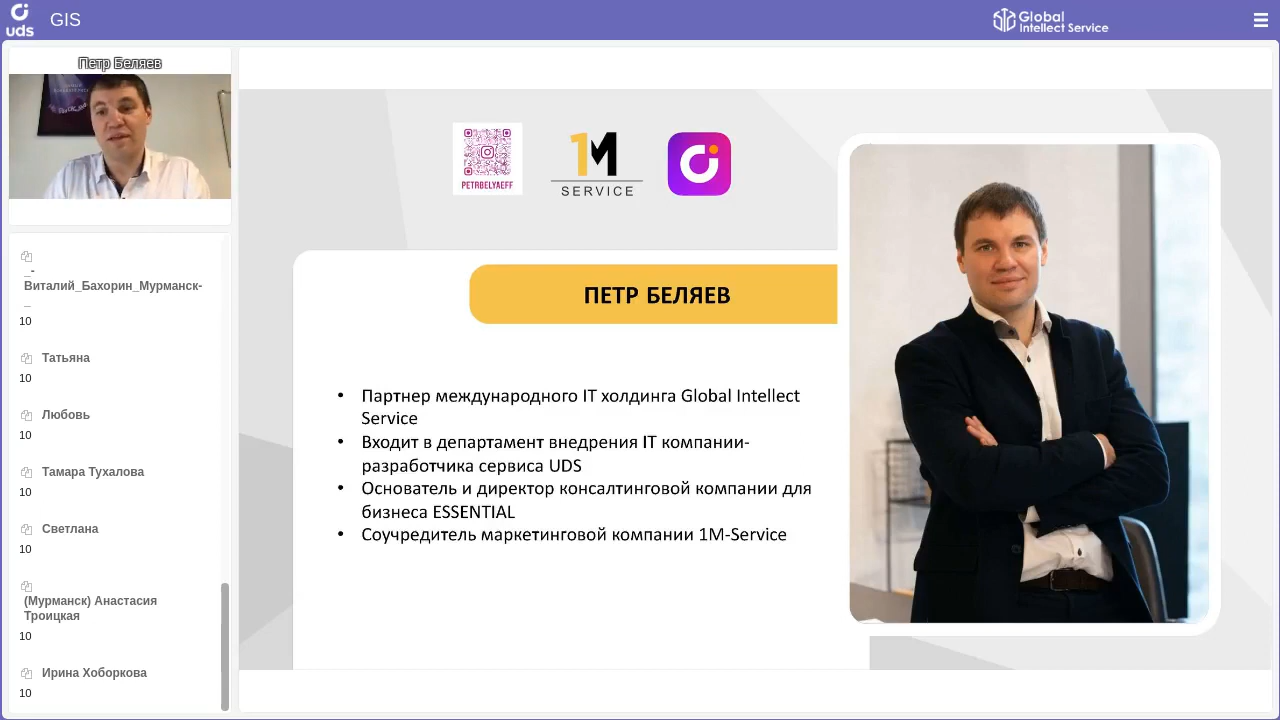 uds
GIS
Global
Intellect Service
Петр Беляев
_-
Виталий_Бахорин_Мурманск-
_
10
Татьяна
10
Любовь
10
Тамара Тухалова
10
Светлана
10
(Мурманск) Анастасия
Троицкая
10
Ирина Хоборкова
10
PETRBELYAEFF
1M
SERVICE
ПЕТР БЕЛЯЕВ
• Партнер международного IT холдинга Global Intellect
Service
• Входит в департамент внедрения IT компании-
разработчика сервиса UDS
• Основатель и директор консалтинговой компании для
бизнеса ESSENTIAL
• Соучредитель маркетинговой компании 1M-Service